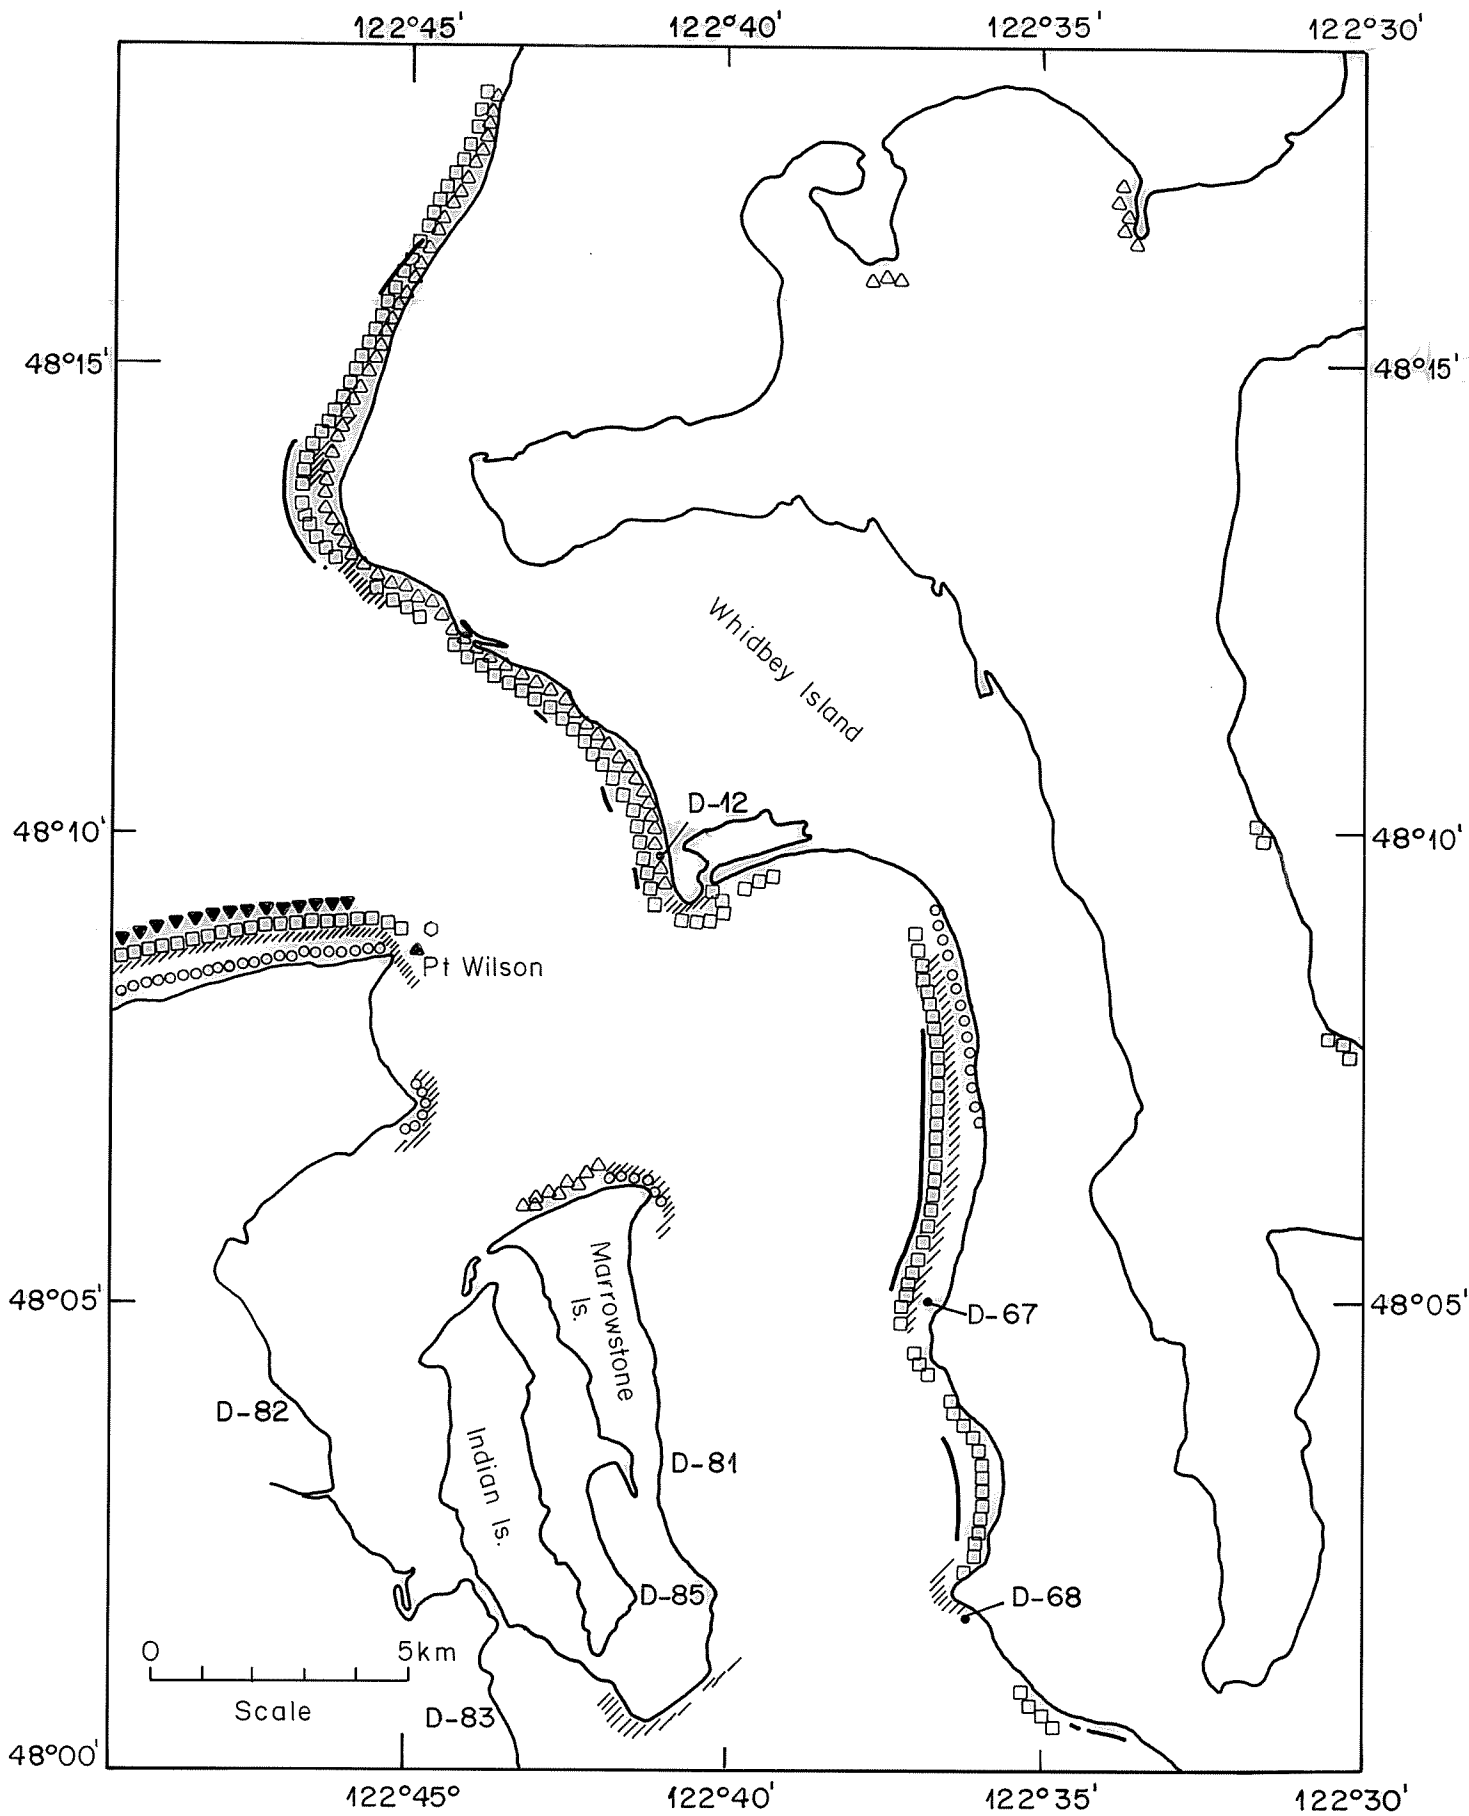 122°45' 122°40' 122°35' 122°30'
48°15' 48°15'
Whidbey Island
D-12
48°10' 48°10'
Pt Wilson
Marrowstone
Is.
48°05' 48°05'
D-67
D-82
Indian Is.
D-81
D-85
D-68
0 5km
Scale
D-83
48°00'
122°45° 122°40' 122°35' 122°30'